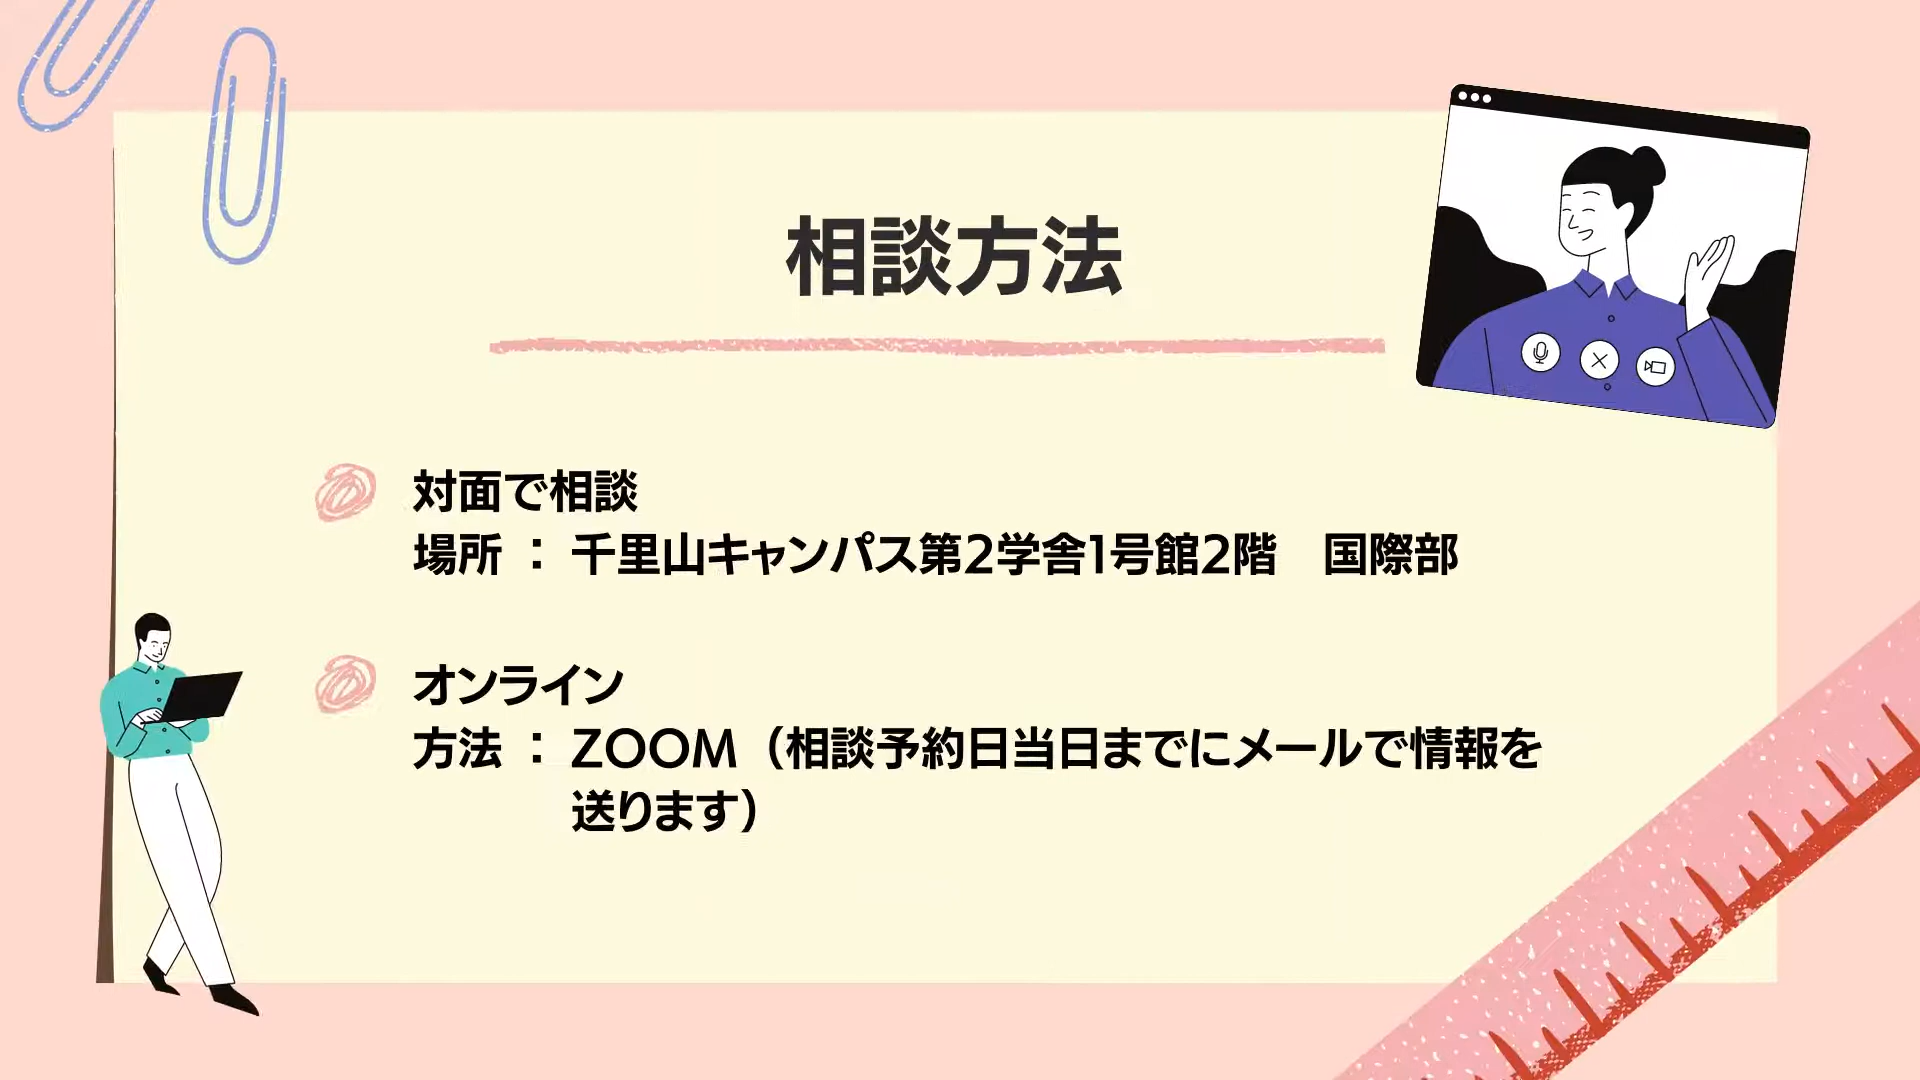 相談方法
対面で相談
場所 : 千里山キャンパス第2学舎1号館2階　国際部
オンライン
方法 : ZOOM（相談予約日当日までにメールで情報を
送ります）